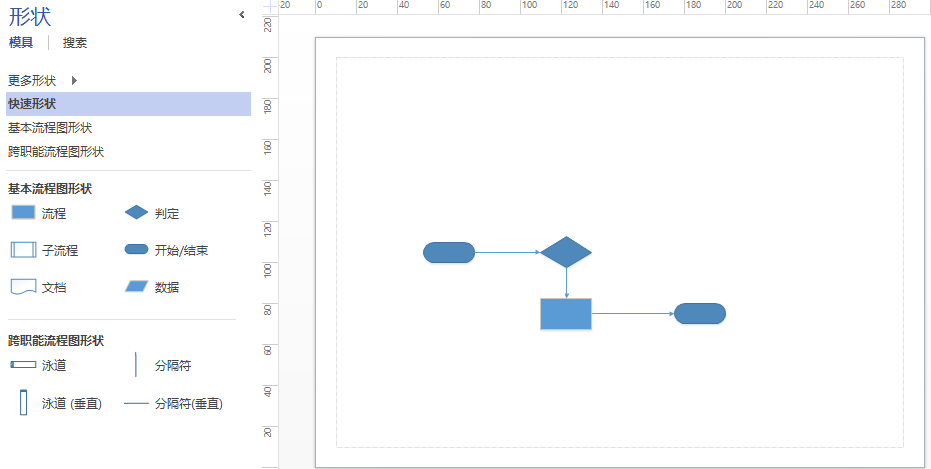 形状
模具 搜索
更多形状
快速形状
基本流程图形状
跨职能流程图形状
基本流程图形状
流程 判定
子流程 开始/结束
文档 数据
跨职能流程图形状
泳道 分隔符
泳道 (垂直) 分隔符(垂直)
20 0 20 40 60 80 100 120 140 160 180 200 220 240 260 280
220
200
180
160
140
120
100
80
60
40
20